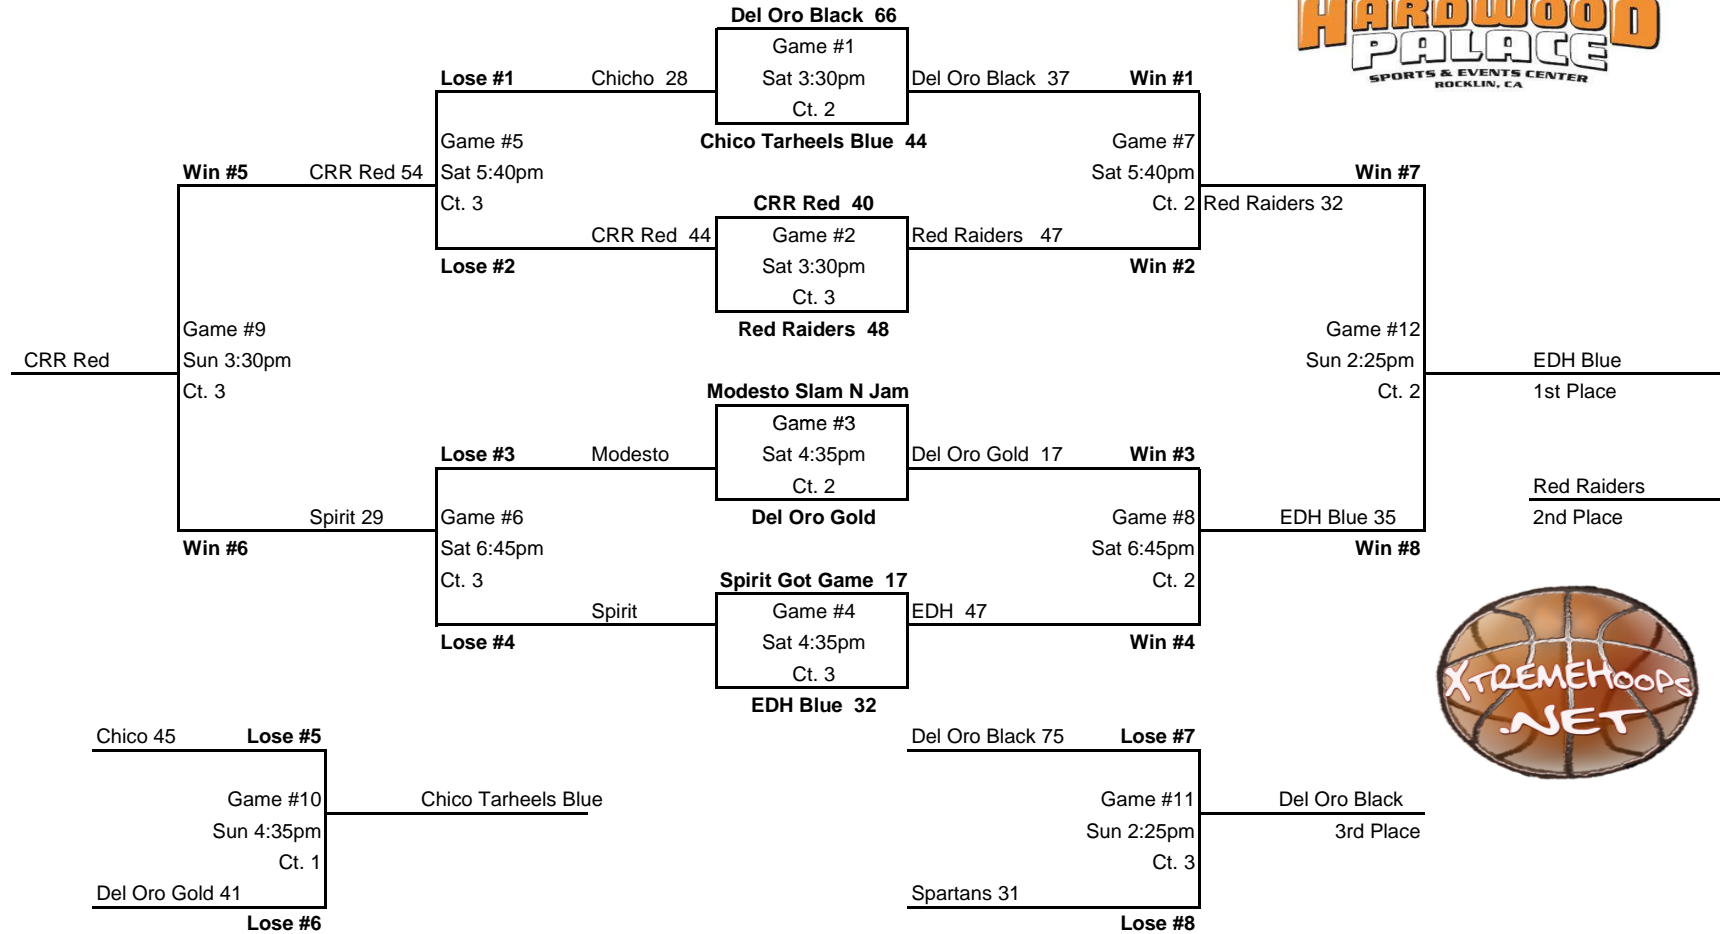 HARDWOOD
PALACE
SPORTS & EVENTS CENTER
ROCKLIN, CA
Del Oro Black  66
Game #1
Sat 3:30pm
Ct. 2
Chico Tarheels Blue  44
Lose #1
Chicho  28
Del Oro Black  37
Win #1
Game #5
Sat 5:40pm
Ct. 3
Game #7
Sat 5:40pm
Ct. 2
Win #5
CRR Red 54
Win #7
Red Raiders 32
CRR Red  40
Game #2
Sat 3:30pm
Ct. 3
Red Raiders  48
CRR Red  44
Lose #2
Red Raiders   47
Win #2
Game #9
Sun 3:30pm
Ct. 3
CRR Red
Game #12
Sun 2:25pm
Ct. 2
EDH Blue
1st Place
Modesto Slam N Jam
Game #3
Sat 4:35pm
Ct. 2
Del Oro Gold
Lose #3
Modesto
Del Oro Gold  17
Win #3
Red Raiders
2nd Place
Spirit 29
Win #6
Game #6
Sat 6:45pm
Ct. 3
Game #8
Sat 6:45pm
Ct. 2
EDH Blue 35
Win #8
Spirit Got Game  17
Game #4
Sat 4:35pm
Ct. 3
EDH Blue  32
Spirit
Lose #4
EDH  47
Win #4
XTREMEHOOPS
.NET
Chico 45
Lose #5
Game #10
Sun 4:35pm
Ct. 1
Chico Tarheels Blue
Del Oro Gold 41
Lose #6
Del Oro Black 75
Lose #7
Game #11
Sun 2:25pm
Ct. 3
Del Oro Black
3rd Place
Spartans 31
Lose #8